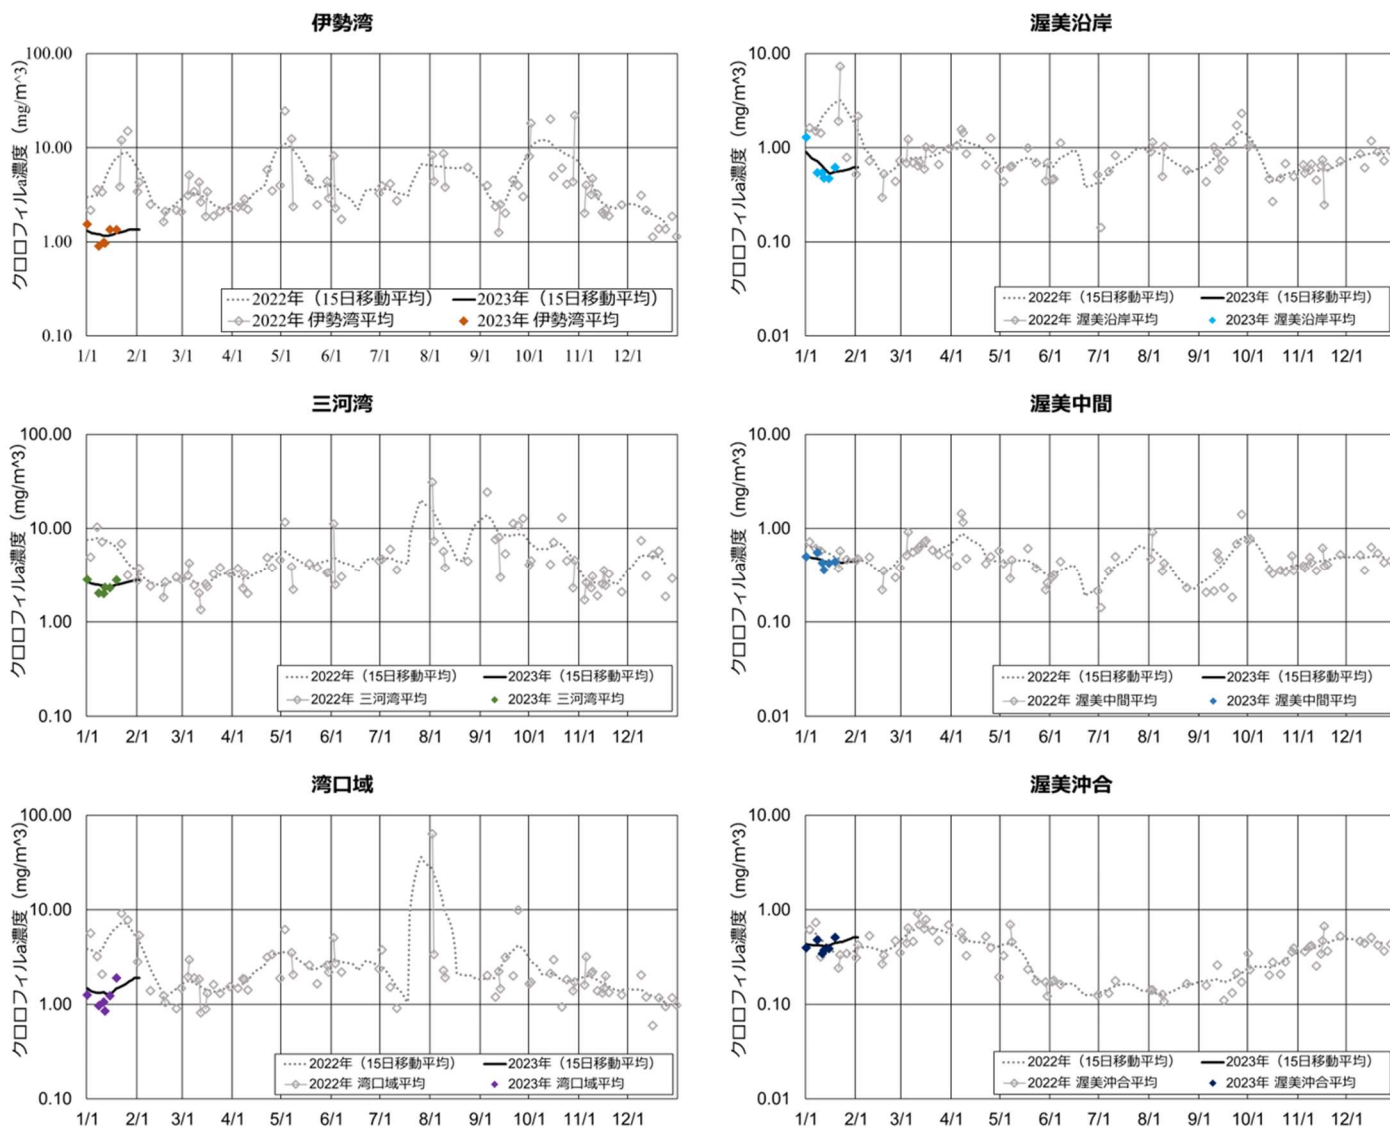 伊勢湾
クロロフィルa濃度（mg/m^3)
100.00
10.00
1.00
0.10
2022年（15日移動平均）
2023年（15日移動平均）
2022年 伊勢湾平均
2023年 伊勢湾平均
1/1 2/1 3/1 4/1 5/1 6/1 7/1 8/1 9/1 10/1 11/1 12/1
渥美沿岸
クロロフィルa濃度（mg/m^3)
10.00
1.00
0.10
0.01
2022年（15日移動平均）
2023年（15日移動平均）
2022年 渥美沿岸平均
2023年 渥美沿岸平均
1/1 2/1 3/1 4/1 5/1 6/1 7/1 8/1 9/1 10/1 11/1 12/1
三河湾
クロロフィルa濃度（mg/m^3)
100.00
10.00
1.00
0.10
2022年（15日移動平均）
2023年（15日移動平均）
2022年 三河湾平均
2023年 三河湾平均
1/1 2/1 3/1 4/1 5/1 6/1 7/1 8/1 9/1 10/1 11/1 12/1
渥美中間
クロロフィルa濃度（mg/m^3)
10.00
1.00
0.10
0.01
2022年（15日移動平均）
2023年（15日移動平均）
2022年 渥美中間平均
2023年 渥美中間平均
1/1 2/1 3/1 4/1 5/1 6/1 7/1 8/1 9/1 10/1 11/1 12/1
湾口域
クロロフィルa濃度（mg/m^3)
100.00
10.00
1.00
0.10
2022年（15日移動平均）
2023年（15日移動平均）
2022年 湾口域平均
2023年 湾口域平均
1/1 2/1 3/1 4/1 5/1 6/1 7/1 8/1 9/1 10/1 11/1 12/1
渥美沖合
クロロフィルa濃度（mg/m^3)
10.00
1.00
0.10
0.01
2022年（15日移動平均）
2023年（15日移動平均）
2022年 渥美沖合平均
2023年 渥美沖合平均
1/1 2/1 3/1 4/1 5/1 6/1 7/1 8/1 9/1 10/1 11/1 12/1